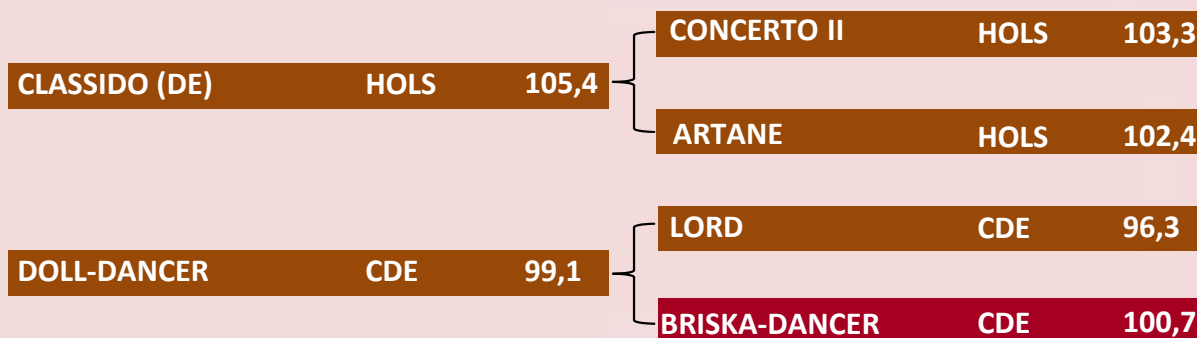 CONCERTO II HOLS 103,3
CLASSIDO (DE) HOLS 105,4
ARTANE HOLS 102,4
LORD CDE 96,3
DOLL-DANCER CDE 99,1
BRISKA-DANCER CDE 100,7